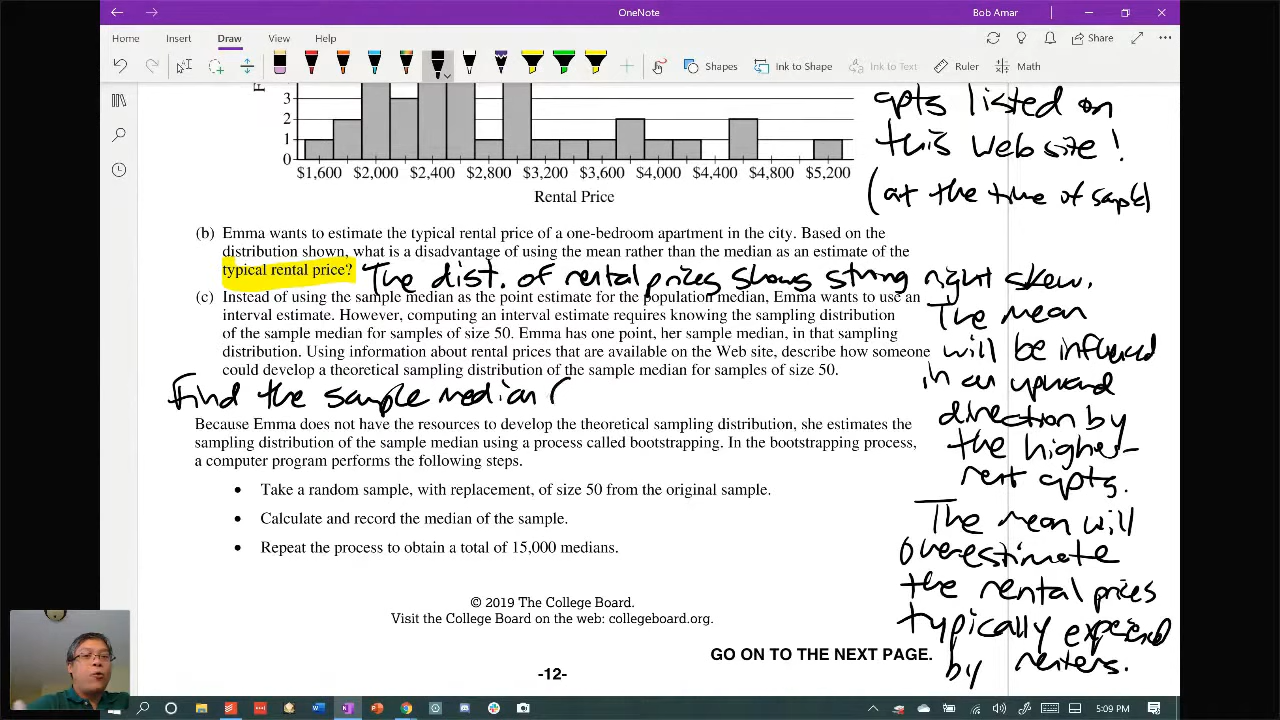 OneNote
Bob Amar
Home Insert Draw View Help
Share
Shapes Ink to Shape Ink to Text Ruler Math
3
2
1
0
$1,600 $2,000 $2,400 $2,800 $3,200 $3,600 $4,000 $4,400 $4,800 $5,200
Rental Price
apts listed on
this Web site!
(at the time of sample)
(b) Emma wants to estimate the typical rental price of a one-bedroom apartment in the city. Based on the
distribution shown, what is a disadvantage of using the mean rather than the median as an estimate of the
typical rental price? The dist. of rental prices shows strong right skew.
(c) Instead of using the sample median as the point estimate for the population median, Emma wants to use an
interval estimate. However, computing an interval estimate requires knowing the sampling distribution
of the sample median for samples of size 50. Emma has one point, her sample median, in that sampling
distribution. Using information about rental prices that are available on the Web site, describe how someone
could develop a theoretical sampling distribution of the sample median for samples of size 50.
The mean
will be influenced
in an upward
direction by
the higher-
rent apts.
The mean will
overestimate
the rental prices
typically experienced
by renters.
Find the sample median (
Because Emma does not have the resources to develop the theoretical sampling distribution, she estimates the
sampling distribution of the sample median using a process called bootstrapping. In the bootstrapping process,
a computer program performs the following steps.
• Take a random sample, with replacement, of size 50 from the original sample.
• Calculate and record the median of the sample.
• Repeat the process to obtain a total of 15,000 medians.
© 2019 The College Board.
Visit the College Board on the web: collegeboard.org.
GO ON TO THE NEXT PAGE.
-12-
5:09 PM